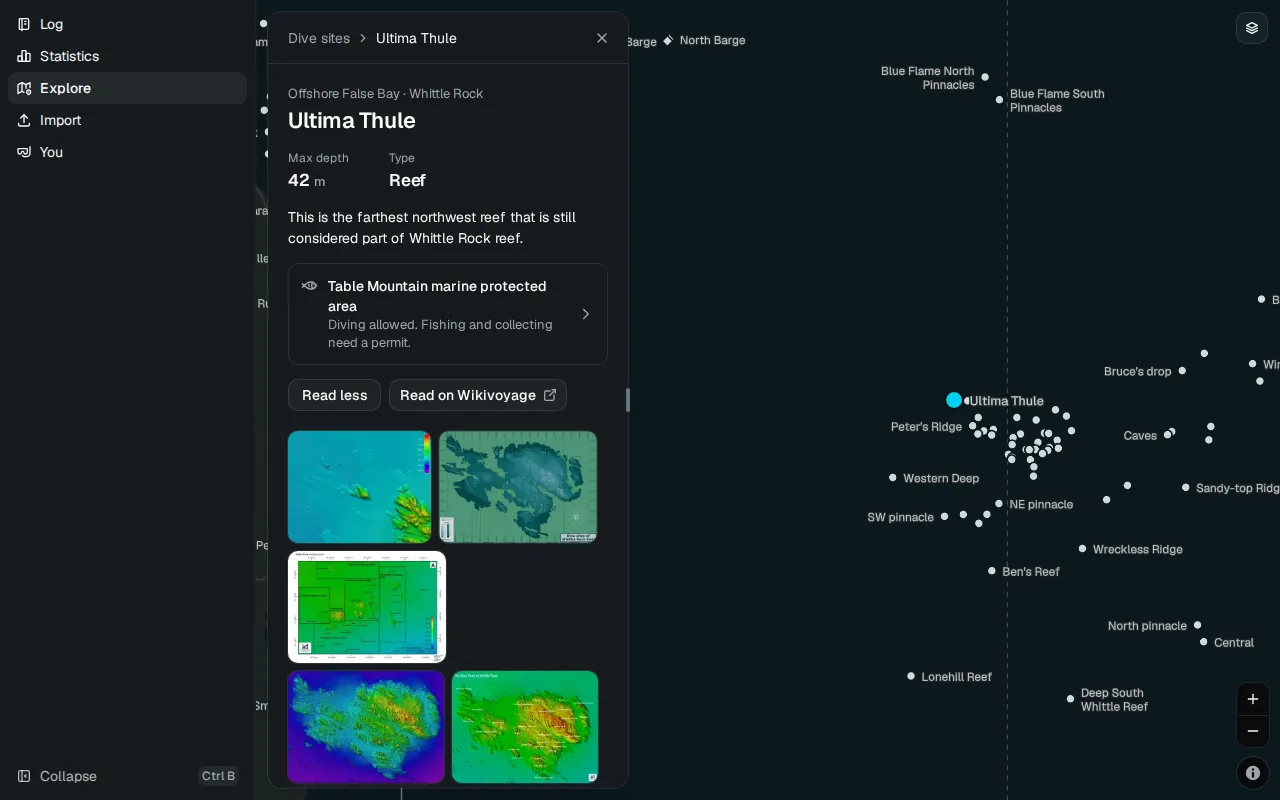 Log
Statistics
Explore
Import
You
Collapse
Ctrl B
Dive sites
Ultima Thule
Offshore False Bay · Whittle Rock
Ultima Thule
Max depth
Type
42 m
Reef
This is the farthest northwest reef that is still
considered part of Whittle Rock reef.
Table Mountain marine protected
area
Diving allowed. Fishing and collecting
need a permit.
Read less
Read on Wikivoyage
Barge
North Barge
Blue Flame North
Pinnacles
Blue Flame South
Pinnacles
Bruce's drop
Ultima Thule
Peter's Ridge
Caves
Western Deep
Sandy-top Ridg
NE pinnacle
SW pinnacle
Wreckless Ridge
Ben's Reef
North pinnacle
Central
Lonehill Reef
Deep South
Whittle Reef